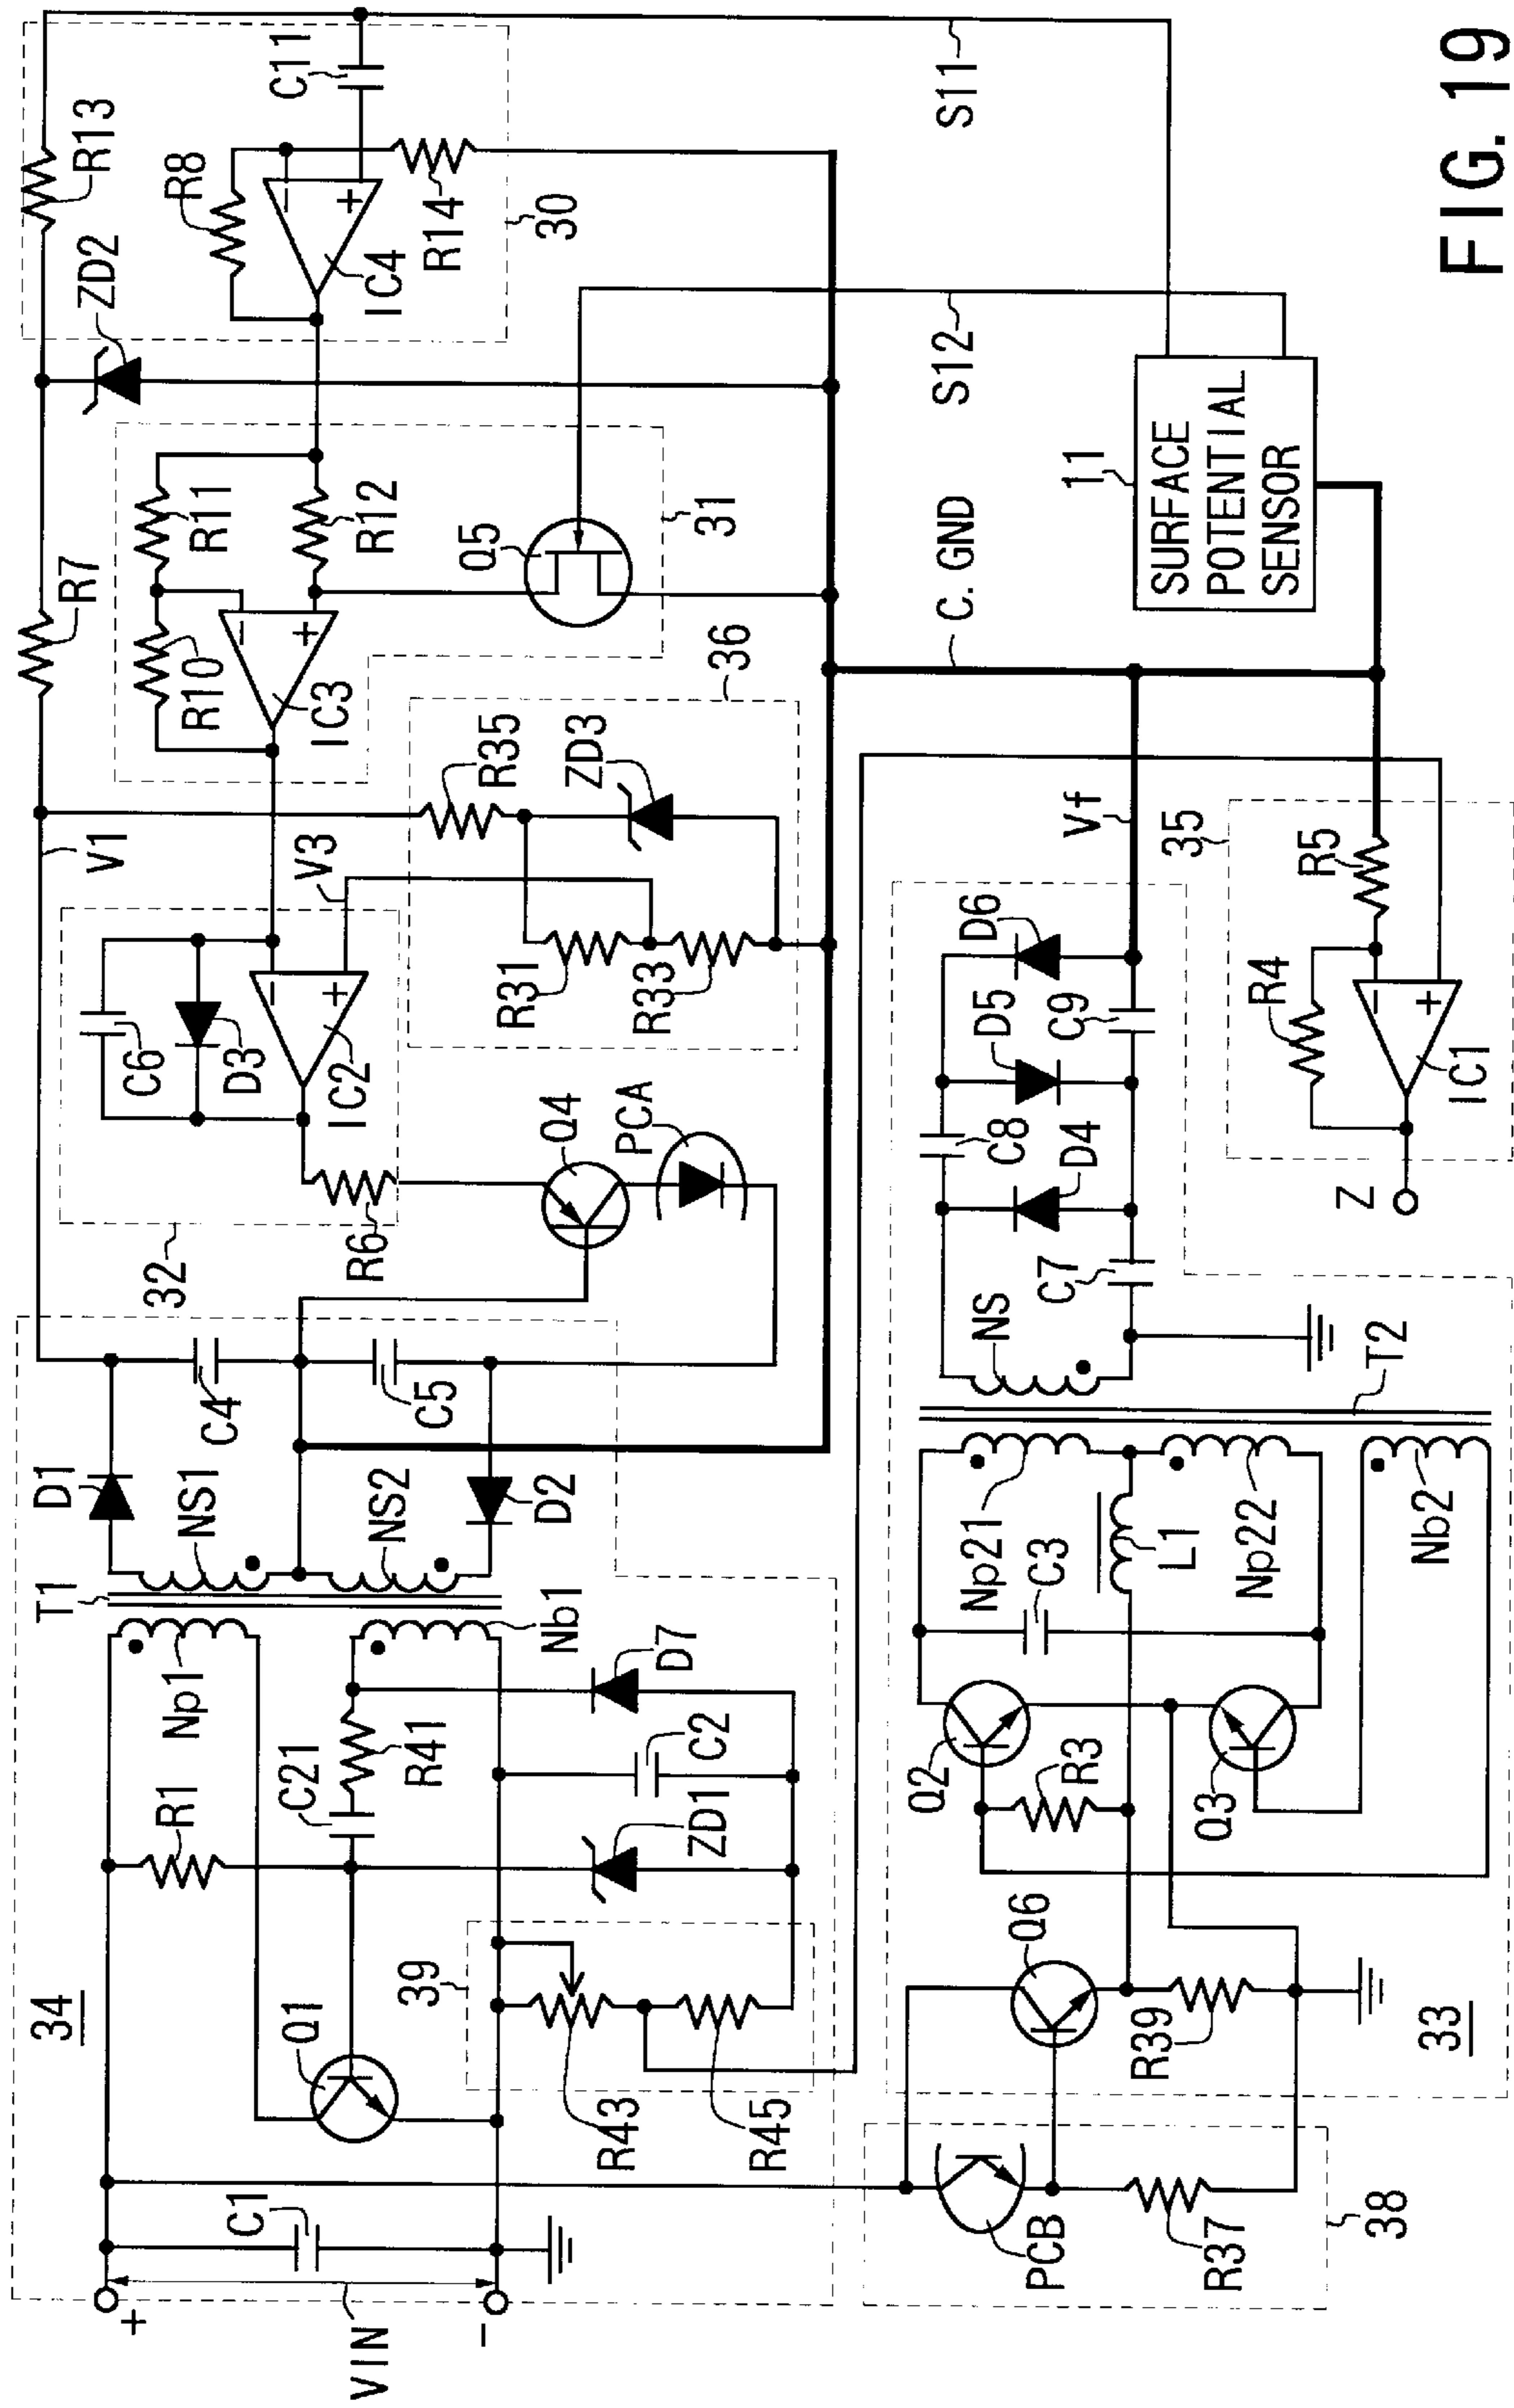 FIG. 19
34
VIN
+
-
C1
Q1
R1
Np1
T1
C21
R41
Nb1
D7
C2
ZD1
39
R43
R45
D1
NS1
NS2
D2
C4
C5
32
C6
D3
IC2
-
+
R6
Q4
PCA
V1
V3
R7
R10
R11
IC3
-
+
R12
Q5
31
36
R35
ZD3
R31
R33
ZD2
R13
R8
IC4
-
+
R14
C11
30
S11
S12
C. GND
11
SURFACE
POTENTIAL
SENSOR
Vf
35
R5
R4
IC1
-
+
Z
D6
D5
C9
C8
D4
C7
NS
T2
Np21
C3
L1
Np22
Nb2
Q2
R3
Q3
Q6
R39
33
PCB
R37
38